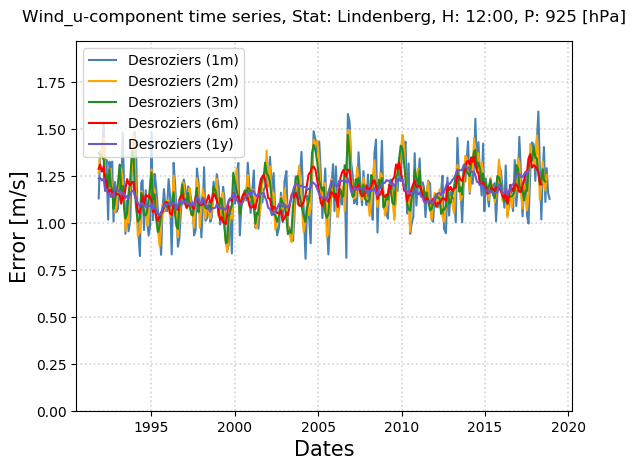 Wind_u-component time series, Stat: Lindenberg, H: 12:00, P: 925 [hPa]
Desroziers (1m)
Desroziers (2m)
Desroziers (3m)
Desroziers (6m)
Desroziers (1y)
1.75
1.50
1.25
1.00
0.75
0.50
0.25
0.00
Error [m/s]
1995 2000 2005 2010 2015 2020
Dates